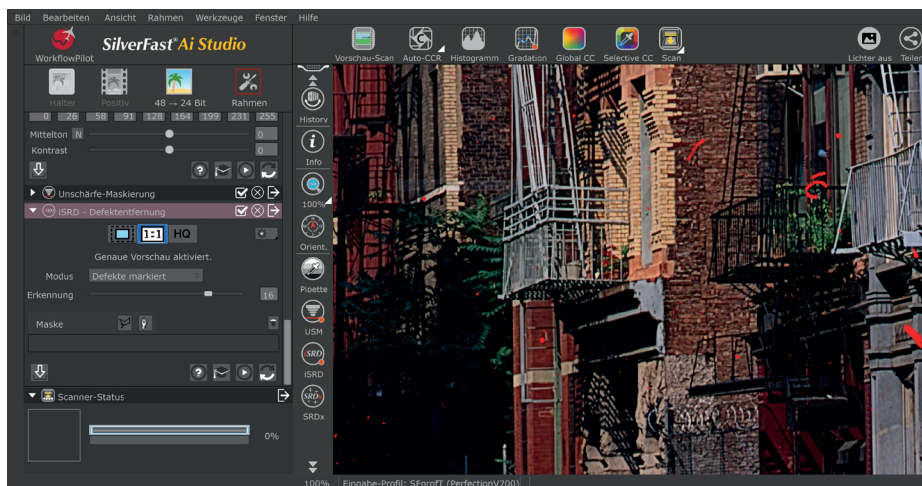 Bild Bearbeiten Ansicht Rahmen Werkzeuge Fenster Hilfe
WorkflowPilot
SilverFast® Ai Studio
Vorschau-Scan Auto-CCR Histogramm Gradation Global CC Selective CC Scan Lichter aus Teilen
Halter Positiv 48 → 24 Bit Rahmen
0 26 58 91 128 164 199 231 255
Mittelton N 0
Kontrast 0
Unschärfe-Maskierung
iSRD - Defektentfernung
1:1 HQ
Genaue Vorschau aktiviert.
Modus Defekte markiert
Erkennung 16
Maske
Scanner-Status
0%
History
Info
100%
Orient.
Pipette
USM
iSRD
iSRD
SRDx
SRDx
100% Eingabe-Profil: SFprofT (PerfectionV700)